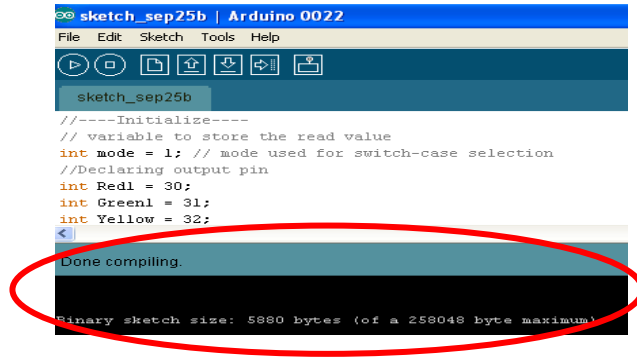 sketch_sep25b | Arduino 0022
File Edit Sketch Tools Help
sketch_sep25b
//----Initialize----
// variable to store the read value
int mode = 1; // mode used for switch-case selection
//Declaring output pin
int Red1 = 30;
int Green1 = 31;
int Yellow = 32;
Done compiling.
Binary sketch size: 5880 bytes (of a 258048 byte maximum)